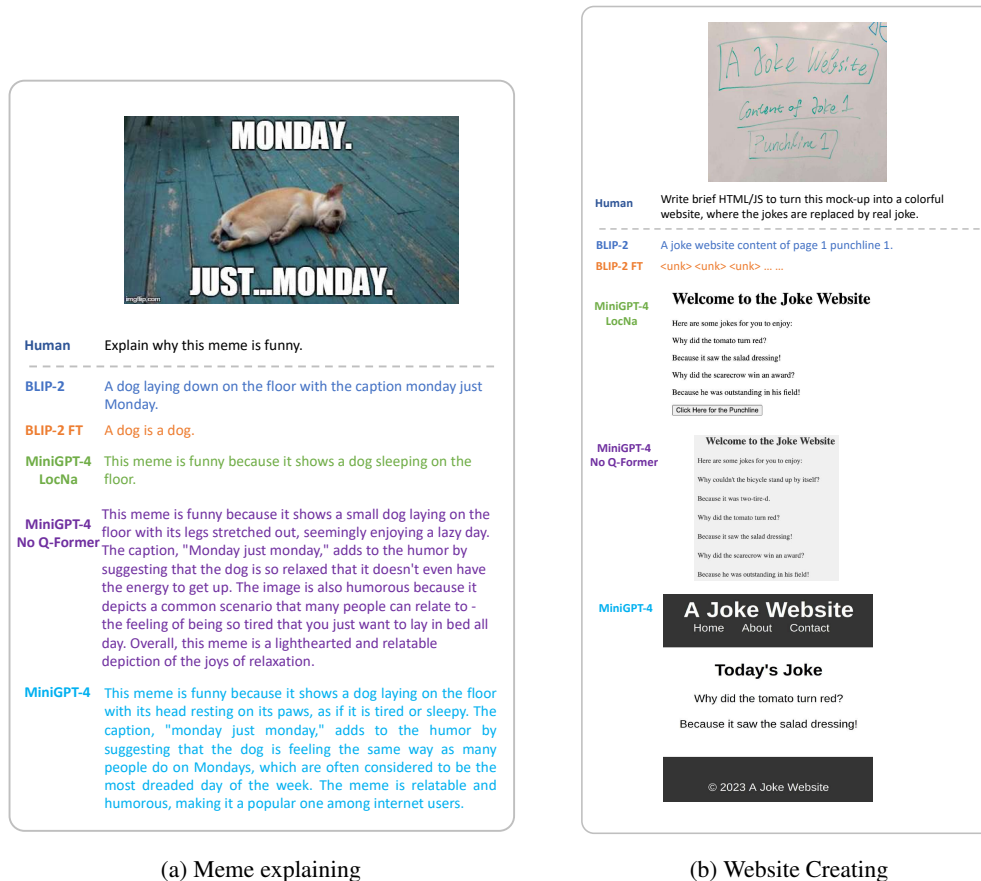 MONDAY.
JUST...MONDAY.
imgflip.com
Human Explain why this meme is funny.
BLIP-2 A dog laying down on the floor with the caption monday just
Monday.
BLIP-2 FT A dog is a dog.
MiniGPT-4 LocNa This meme is funny because it shows a dog sleeping on the
floor.
MiniGPT-4
No Q-Former
This meme is funny because it shows a small dog laying on the
floor with its legs stretched out, seemingly enjoying a lazy day.
The caption, "Monday just monday," adds to the humor by
suggesting that the dog is so relaxed that it doesn't even have
the energy to get up. The image is also humorous because it
depicts a common scenario that many people can relate to -
the feeling of being so tired that you just want to lay in bed all
day. Overall, this meme is a lighthearted and relatable
depiction of the joys of relaxation.
MiniGPT-4 This meme is funny because it shows a dog laying on the floor
with its head resting on its paws, as if it is tired or sleepy. The
caption, "monday just monday," adds to the humor by
suggesting that the dog is feeling the same way as many
people do on Mondays, which are often considered to be the
most dreaded day of the week. The meme is relatable and
humorous, making it a popular one among internet users.
(a) Meme explaining
A Joke Website
Content of Joke 1
Punchline 1
Human Write brief HTML/JS to turn this mock-up into a colorful
website, where the jokes are replaced by real joke.
BLIP-2 A joke website content of page 1 punchline 1.
BLIP-2 FT <unk> <unk> <unk> ... ...
MiniGPT-4
LocNa
Welcome to the Joke Website
Here are some jokes for you to enjoy:
Why did the tomato turn red?
Because it saw the salad dressing!
Why did the scarecrow win an award?
Because he was outstanding in his field!
Click Here for the Punchline
MiniGPT-4
No Q-Former
Welcome to the Joke Website
Here are some jokes for you to enjoy:
Why couldn't the bicycle stand up by itself?
Because it was two-tire-d.
Why did the tomato turn red?
Because it saw the salad dressing!
Why did the scarecrow win an award?
Because he was outstanding in his field!
MiniGPT-4
A Joke Website
Home About Contact
Today's Joke
Why did the tomato turn red?
Because it saw the salad dressing!
© 2023 A Joke Website
(b) Website Creating